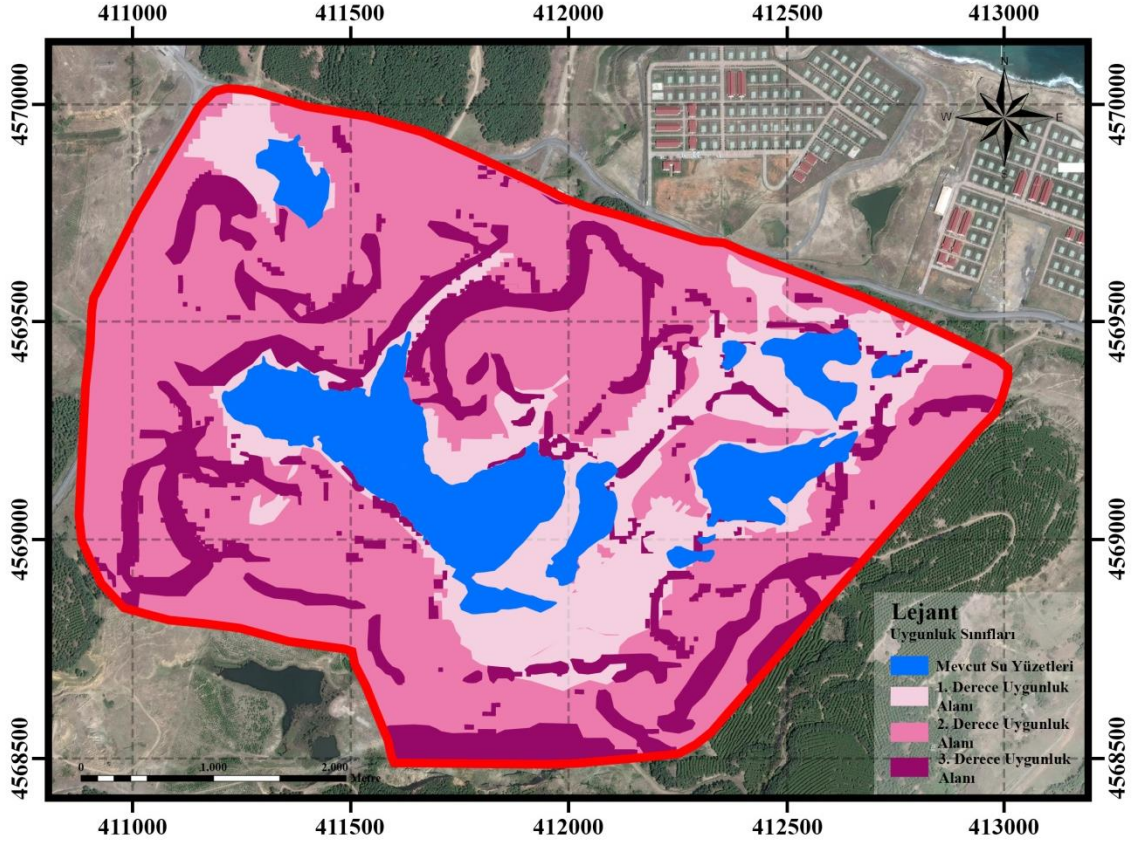 411000 411500 412000 412500 413000
4570000 4570000
N
W E
S
4569500 4569500
4569000 4569000
Lejant
Uygunluk Sınıfları
Mevcut Su Yüzetleri
1. Derece Uygunluk
Alanı
2. Derece Uygunluk
Alanı
3. Derece Uygunluk
Alanı
4568500 4568500
0 1.000 2.000
Metre
411000 411500 412000 412500 413000